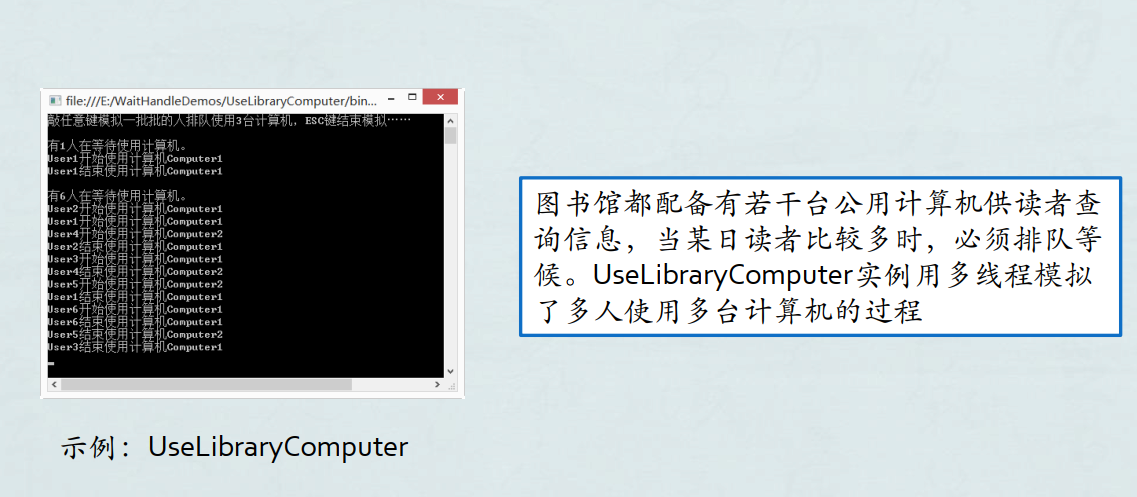 file:///E:/WaitHandleDemos/UseLibraryComputer/bin...
敲任意键模拟一批批的人排队使用3台计算机，ESC键结束模拟……
有1人在等待使用计算机。
User1开始使用计算机Computer1
User1结束使用计算机Computer1
有6人在等待使用计算机。
User2开始使用计算机Computer1
User1开始使用计算机Computer1
User4开始使用计算机Computer2
User2结束使用计算机Computer1
User3开始使用计算机Computer1
User4结束使用计算机Computer2
User5开始使用计算机Computer2
User1结束使用计算机Computer1
User6开始使用计算机Computer1
User6结束使用计算机Computer1
User5结束使用计算机Computer2
User3结束使用计算机Computer1
图书馆都配备有若干台公用计算机供读者查
询信息，当某日读者比较多时，必须排队等
候。UseLibraryComputer实例用多线程模拟
了多人使用多台计算机的过程
示例：UseLibraryComputer